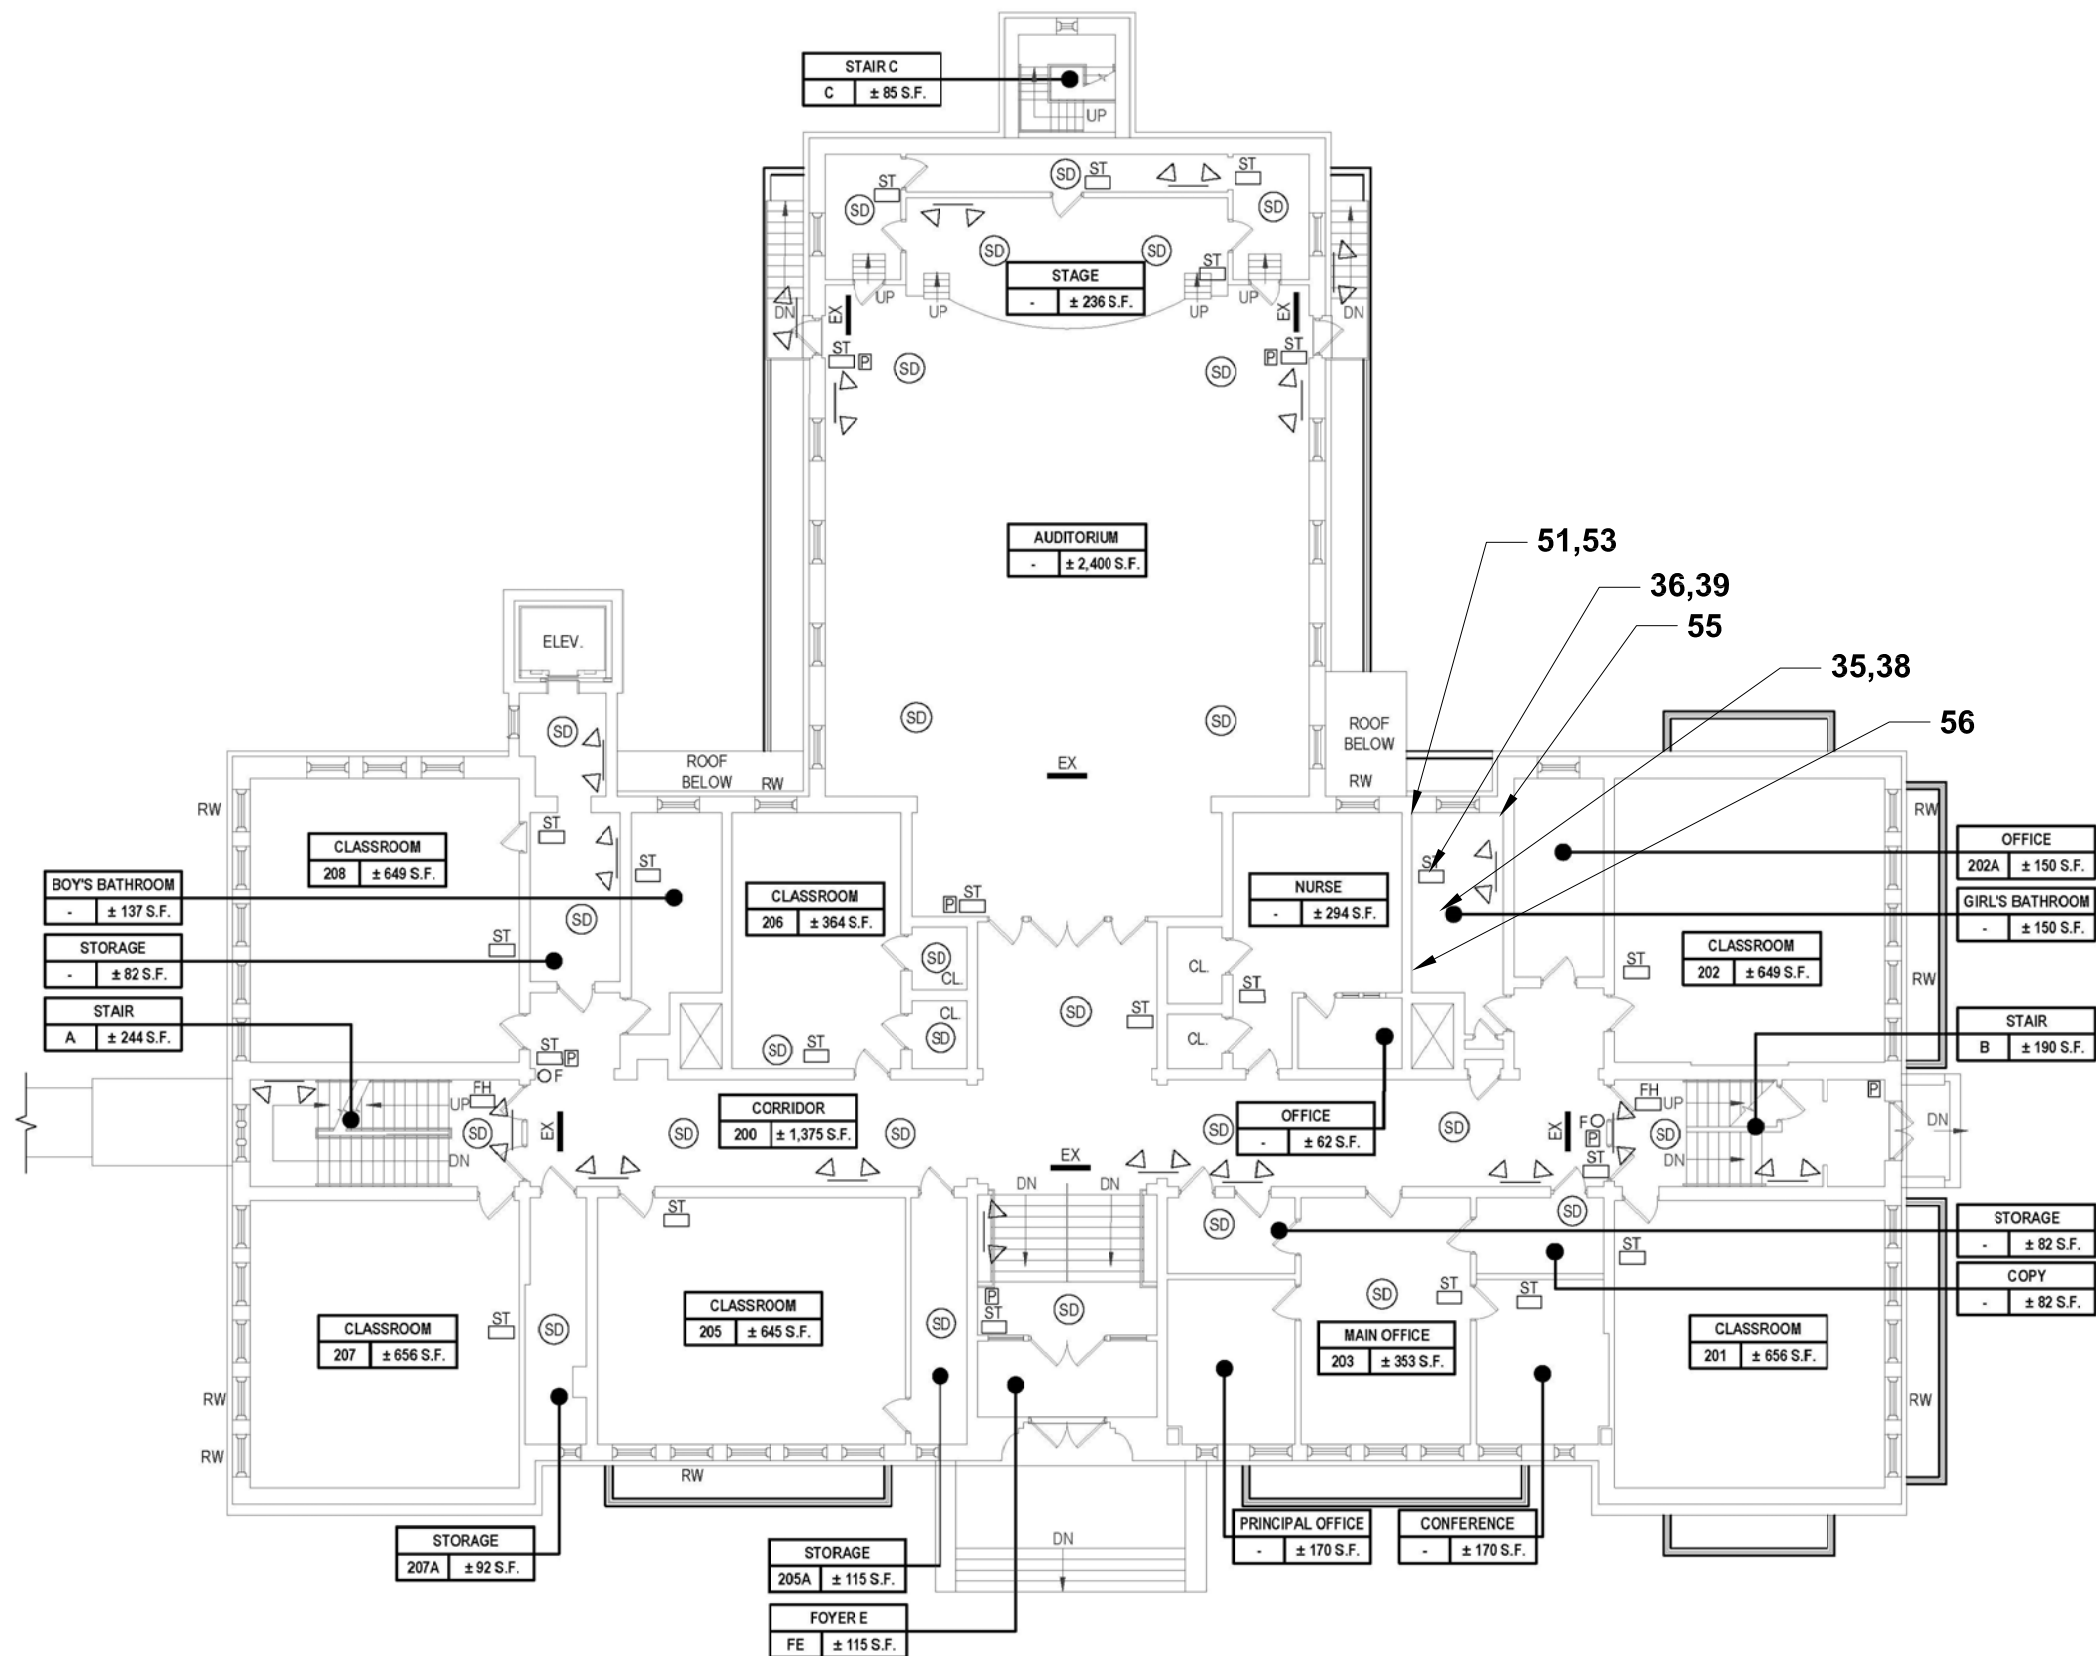 STAIR C
C ± 85 S.F.
UP
ST
SD
ST
ST
SD
SD
SD
SD
ST
STAGE
- ± 236 S.F.
UP
UP
UP
UP
DN
EX
EX
DN
ST
P
P
ST
SD
SD
AUDITORIUM
- ± 2,400 S.F.
51,53
36,39
55
35,38
56
ELEV.
SD
SD
SD
ROOF
BELOW
EX
ROOF
BELOW
RW
RW
RW
RW
ST
CLASSROOM
208 ± 649 S.F.
ST
ST
OFFICE
202A ± 150 S.F.
BOY'S BATHROOM
- ± 137 S.F.
CLASSROOM
206 ± 364 S.F.
P
ST
NURSE
- ± 294 S.F.
GIRL'S BATHROOM
- ± 150 S.F.
SD
STORAGE
- ± 82 S.F.
ST
SD
CL.
CL.
CLASSROOM
202 ± 649 S.F.
ST
RW
ST
STAIR
A ± 244 S.F.
CL.
SD
SD
ST
CL.
STAIR
B ± 190 S.F.
ST
P
SD
ST
F
FH
UP
SD
DN
EX
SD
CORRIDOR
200 ± 1,375 S.F.
SD
SD
OFFICE
- ± 62 S.F.
SD
EX
F
P
ST
FH
UP
SD
DN
P
DN
EX
DN
DN
ST
SD
SD
STORAGE
- ± 82 S.F.
ST
COPY
- ± 82 S.F.
CLASSROOM
207 ± 656 S.F.
ST
SD
CLASSROOM
205 ± 645 S.F.
SD
P
ST
SD
SD
ST
ST
MAIN OFFICE
203 ± 353 S.F.
CLASSROOM
201 ± 656 S.F.
RW
RW
RW
RW
STORAGE
207A ± 92 S.F.
STORAGE
205A ± 115 S.F.
DN
PRINCIPAL OFFICE
- ± 170 S.F.
CONFERENCE
- ± 170 S.F.
FOYER E
FE ± 115 S.F.